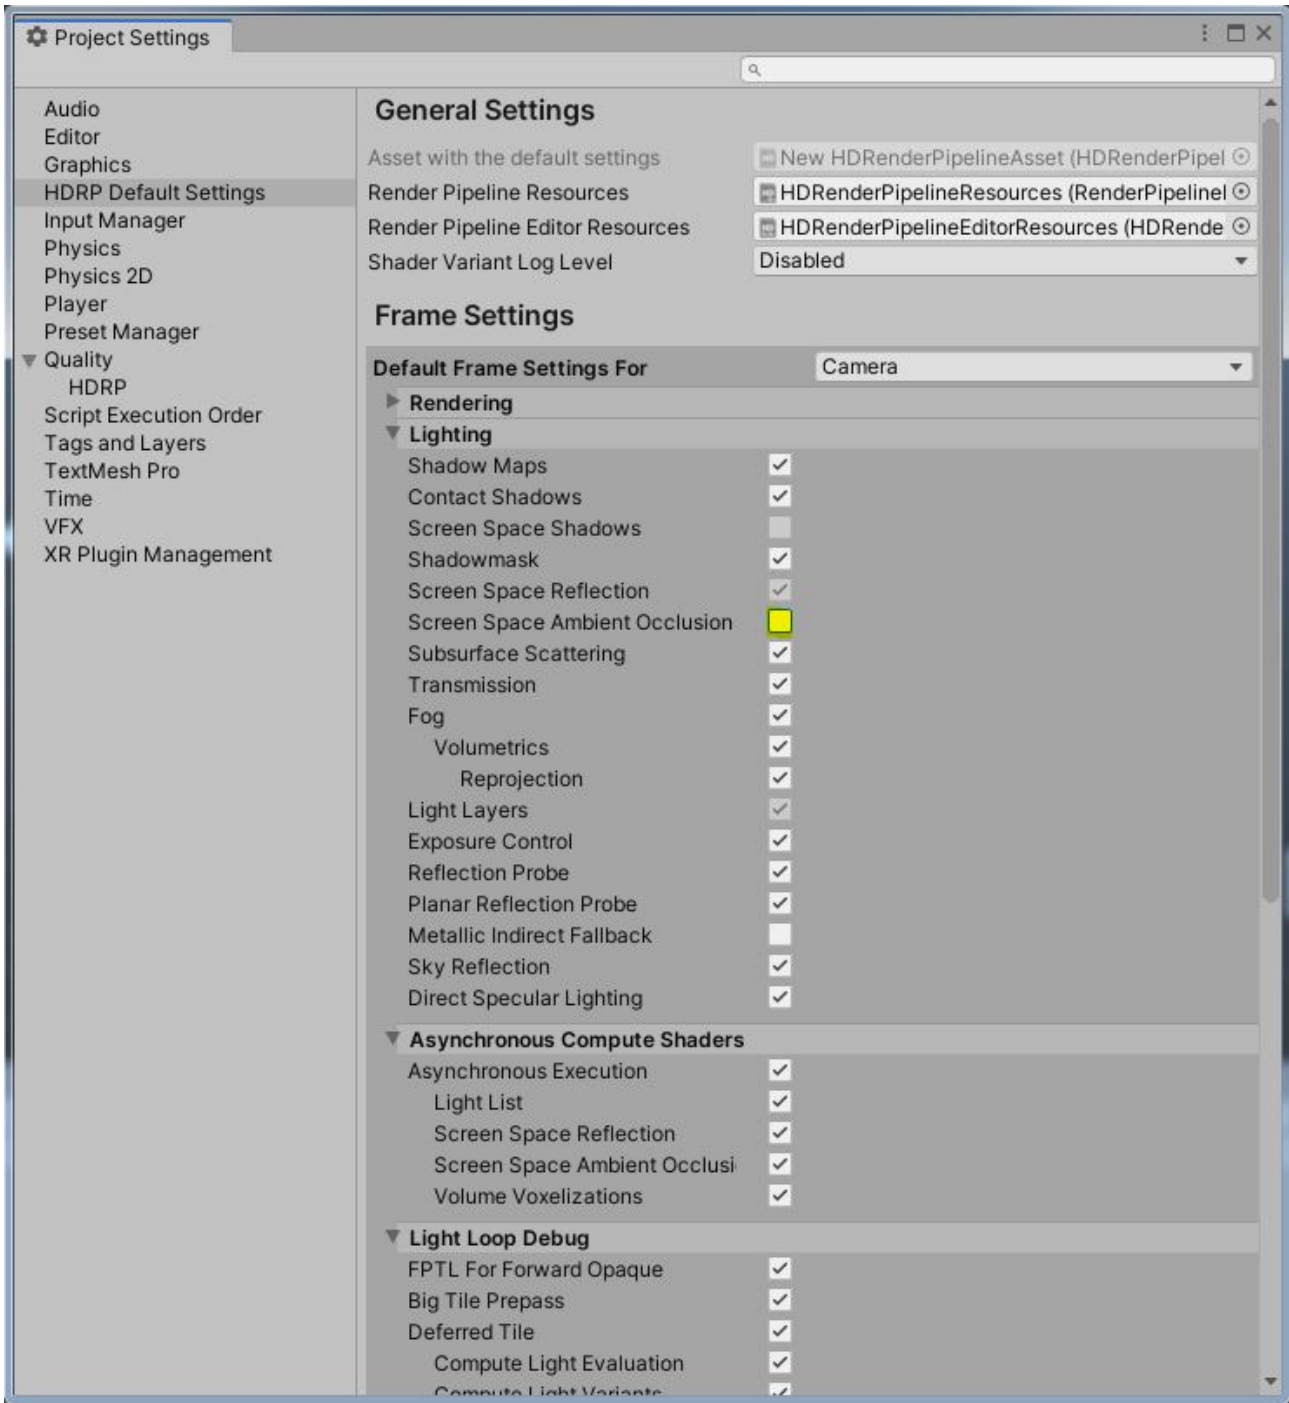 Project Settings
Audio
Editor
Graphics
HDRP Default Settings
Input Manager
Physics
Physics 2D
Player
Preset Manager
Quality
HDRP
Script Execution Order
Tags and Layers
TextMesh Pro
Time
VFX
XR Plugin Management
General Settings
Asset with the default settings New HDRenderPipelineAsset (HDRenderPipel
Render Pipeline Resources HDRenderPipelineResources (RenderPipelineI
Render Pipeline Editor Resources HDRenderPipelineEditorResources (HDRende
Shader Variant Log Level Disabled
Frame Settings
Default Frame Settings For Camera
Rendering
Lighting
Shadow Maps
Contact Shadows
Screen Space Shadows
Shadowmask
Screen Space Reflection
Screen Space Ambient Occlusion
Subsurface Scattering
Transmission
Fog
Volumetrics
Reprojection
Light Layers
Exposure Control
Reflection Probe
Planar Reflection Probe
Metallic Indirect Fallback
Sky Reflection
Direct Specular Lighting
Asynchronous Compute Shaders
Asynchronous Execution
Light List
Screen Space Reflection
Screen Space Ambient Occlusi
Volume Voxelizations
Light Loop Debug
FPTL For Forward Opaque
Big Tile Prepass
Deferred Tile
Compute Light Evaluation
Compute Light Variants